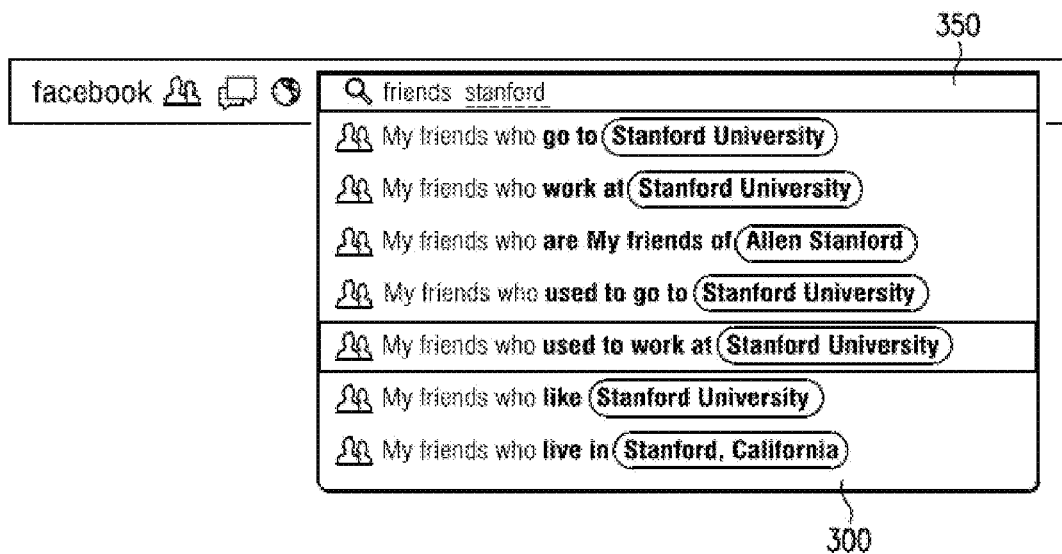 350
facebook friends stanford
My friends who go to Stanford University
My friends who work at Stanford University
My friends who are My friends of Allen Stanford
My friends who used to go to Stanford University
My friends who used to work at Stanford University
My friends who like Stanford University
My friends who live in Stanford, California
300